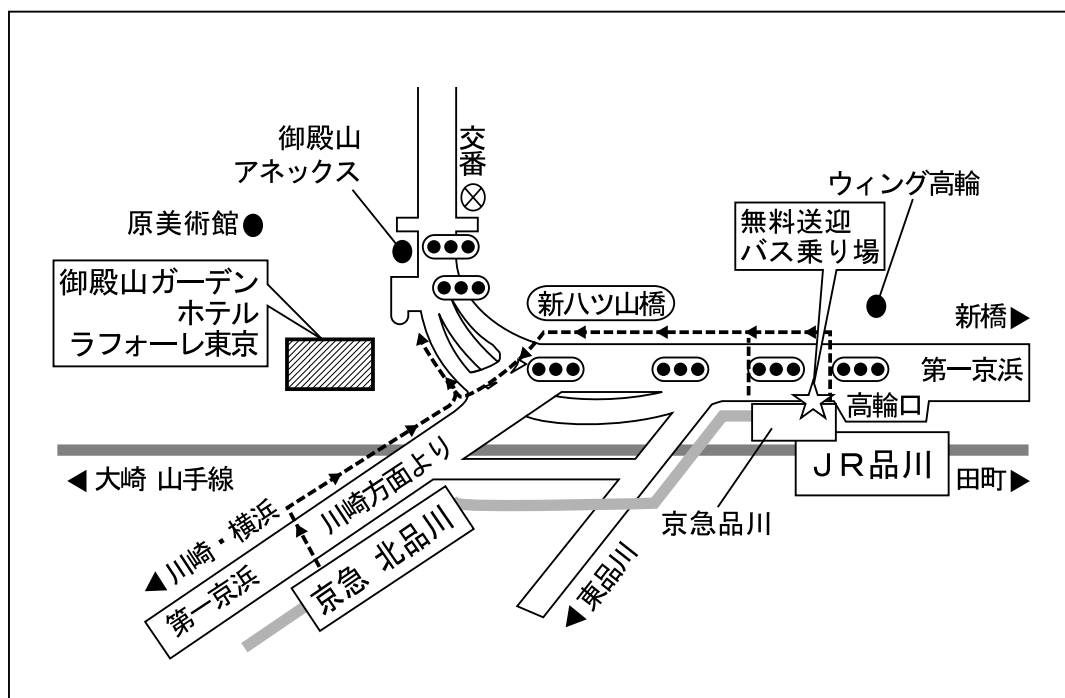 御殿山
アネックス
交番
原美術館
御殿山ガーデン
ホテル
ラフォーレ東京
新八ツ山橋
ウィング高輪
無料送迎
バス乗り場
新橋▶
第一京浜
高輪口
JR品川
田町▶
京急品川
◀大崎 山手線
川崎方面より
◀川崎・横浜
第一京浜
京急 北品川
◀東品川